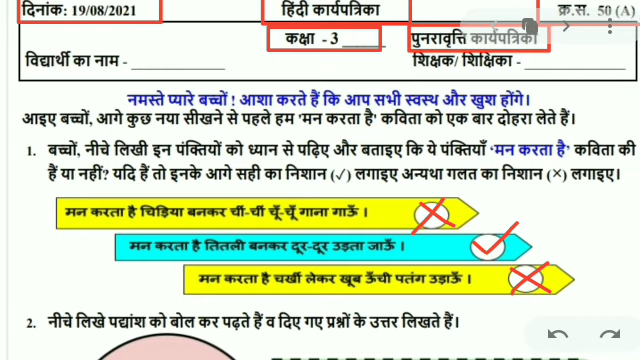 दिनांक: 19/08/2021 हिंदी कार्यपत्रिका क्र.स. 50 (A)
कक्षा - 3 ______ पुनरावृत्ति कार्यपत्रिका
विद्यार्थी का नाम - ____________ शिक्षक/ शिक्षिका - ____________
नमस्ते प्यारे बच्चों ! आशा करते हैं कि आप सभी स्वस्थ और खुश होंगे।
आइए बच्चों, आगे कुछ नया सीखने से पहले हम 'मन करता है' कविता को एक बार दोहरा लेते हैं।
1. बच्चों, नीचे लिखी इन पंक्तियों को ध्यान से पढ़िए और बताइए कि ये पंक्तियाँ 'मन करता है' कविता की
हैं या नहीं? यदि हैं तो इनके आगे सही का निशान (✓) लगाइए अन्यथा गलत का निशान (×) लगाइए।
मन करता है चिड़िया बनकर चीं-चीं चूँ-चूँ गाना गाऊँ ।
मन करता है तितली बनकर दूर-दूर उड़ता जाऊँ ।
मन करता है चर्खी लेकर खूब ऊँची पतंग उड़ाऊँ ।
2. नीचे लिखे पद्यांश को बोल कर पढ़ते हैं व दिए गए प्रश्नों के उत्तर लिखते हैं।